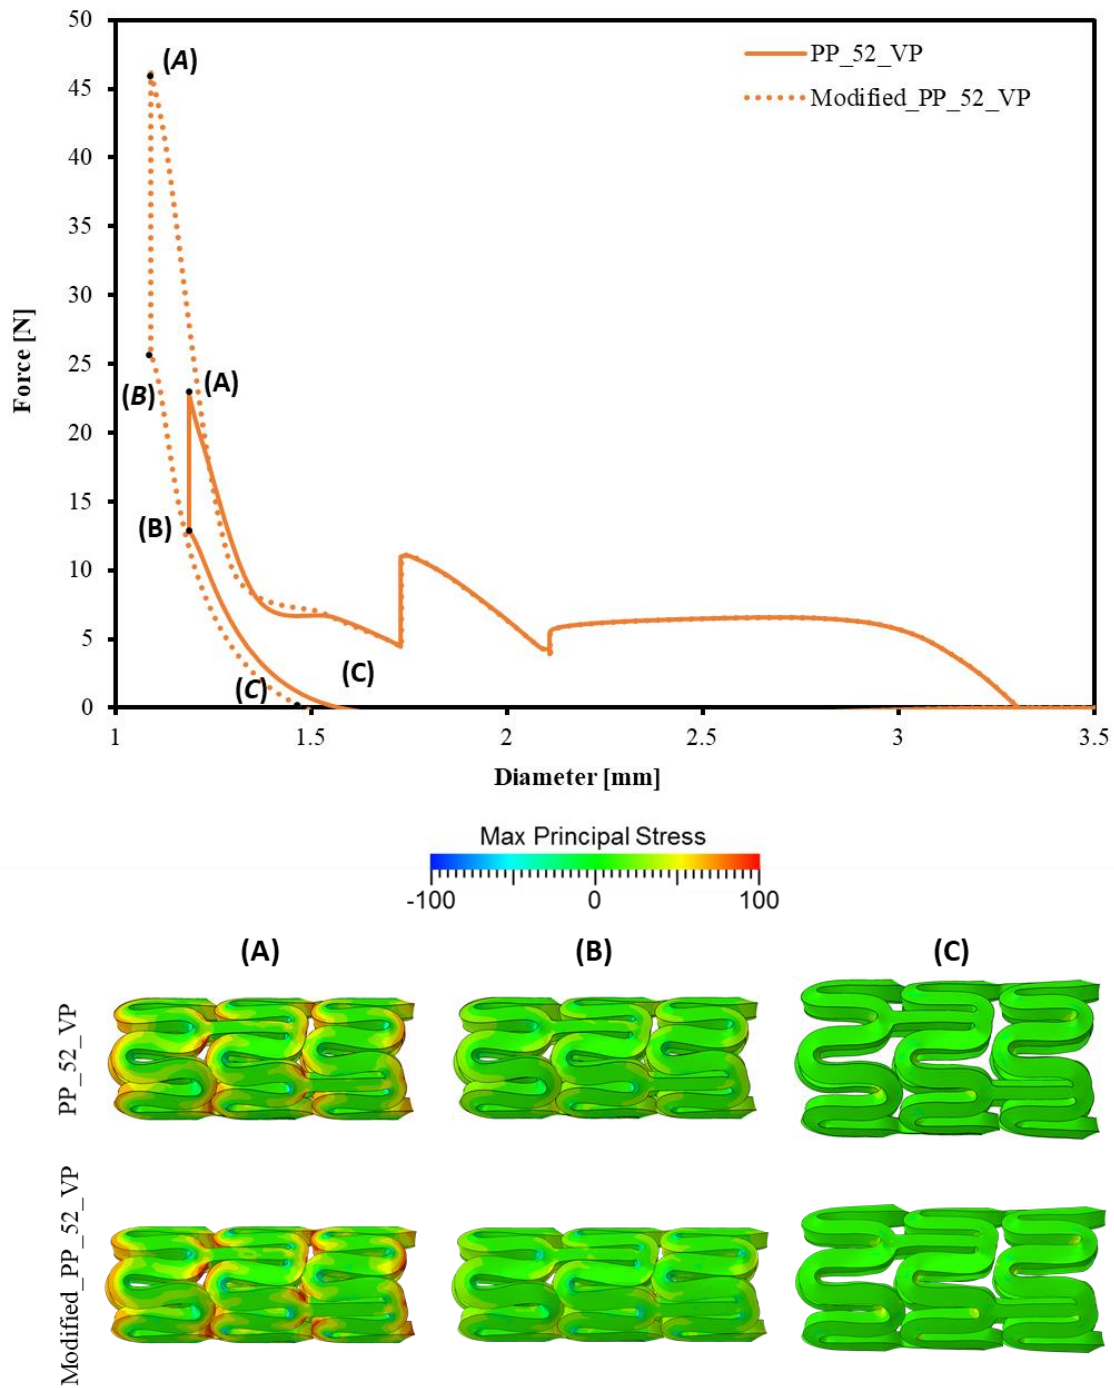 50
(A)
PP_52_VP
45
Modified_PP_52_VP
40
35
30
25
(B)
(A)
20
15
(B)
10
5
(C)
(C)
0
Force [N]
1
1.5
2
2.5
3
3.5
Diameter [mm]
Max Principal Stress
-100
0
100
(A)
(B)
(C)
PP_52_VP
Modified_PP_52_VP